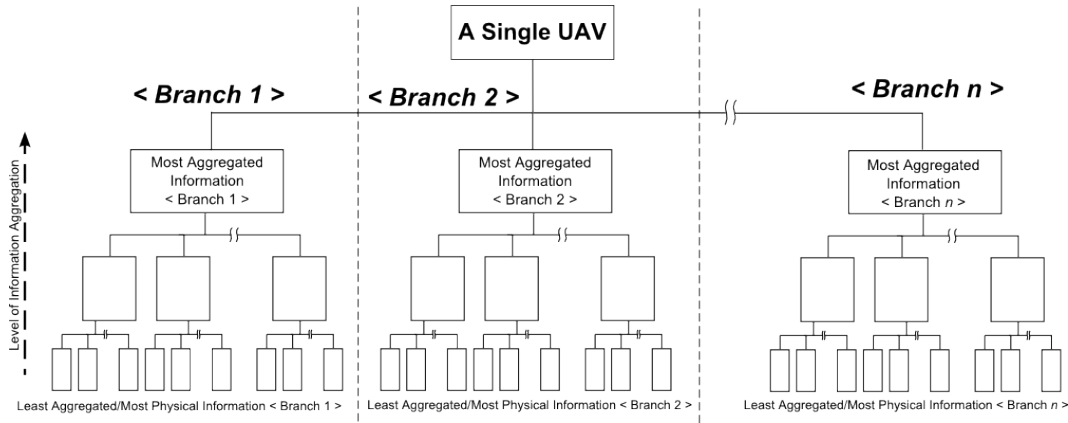 A Single UAV
< Branch 1 >
< Branch 2 >
< Branch n >
Level of Information Aggregation
Most Aggregated
Information
< Branch 1 >
Most Aggregated
Information
< Branch 2 >
Most Aggregated
Information
< Branch n >
Least Aggregated/Most Physical Information < Branch 1 >
Least Aggregated/Most Physical Information < Branch 2 >
Least Aggregated/Most Physical Information < Branch n >